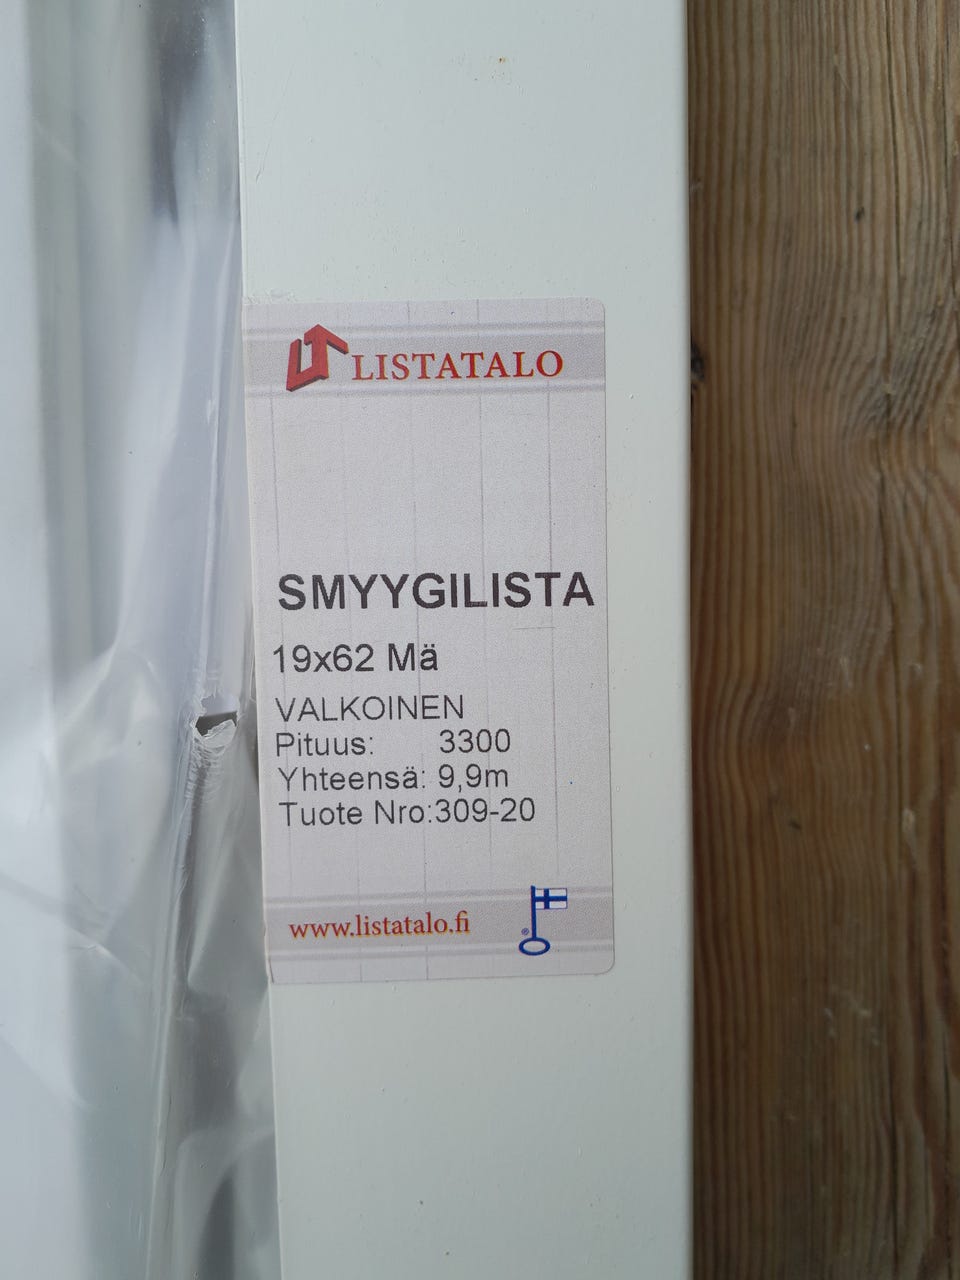 LISTATALO
SMYYGILISTA
19x62 Mä
VALKOINEN
Pituus: 3300
Yhteensä: 9,9m
Tuote Nro:309-20
www.listatalo.fi
®